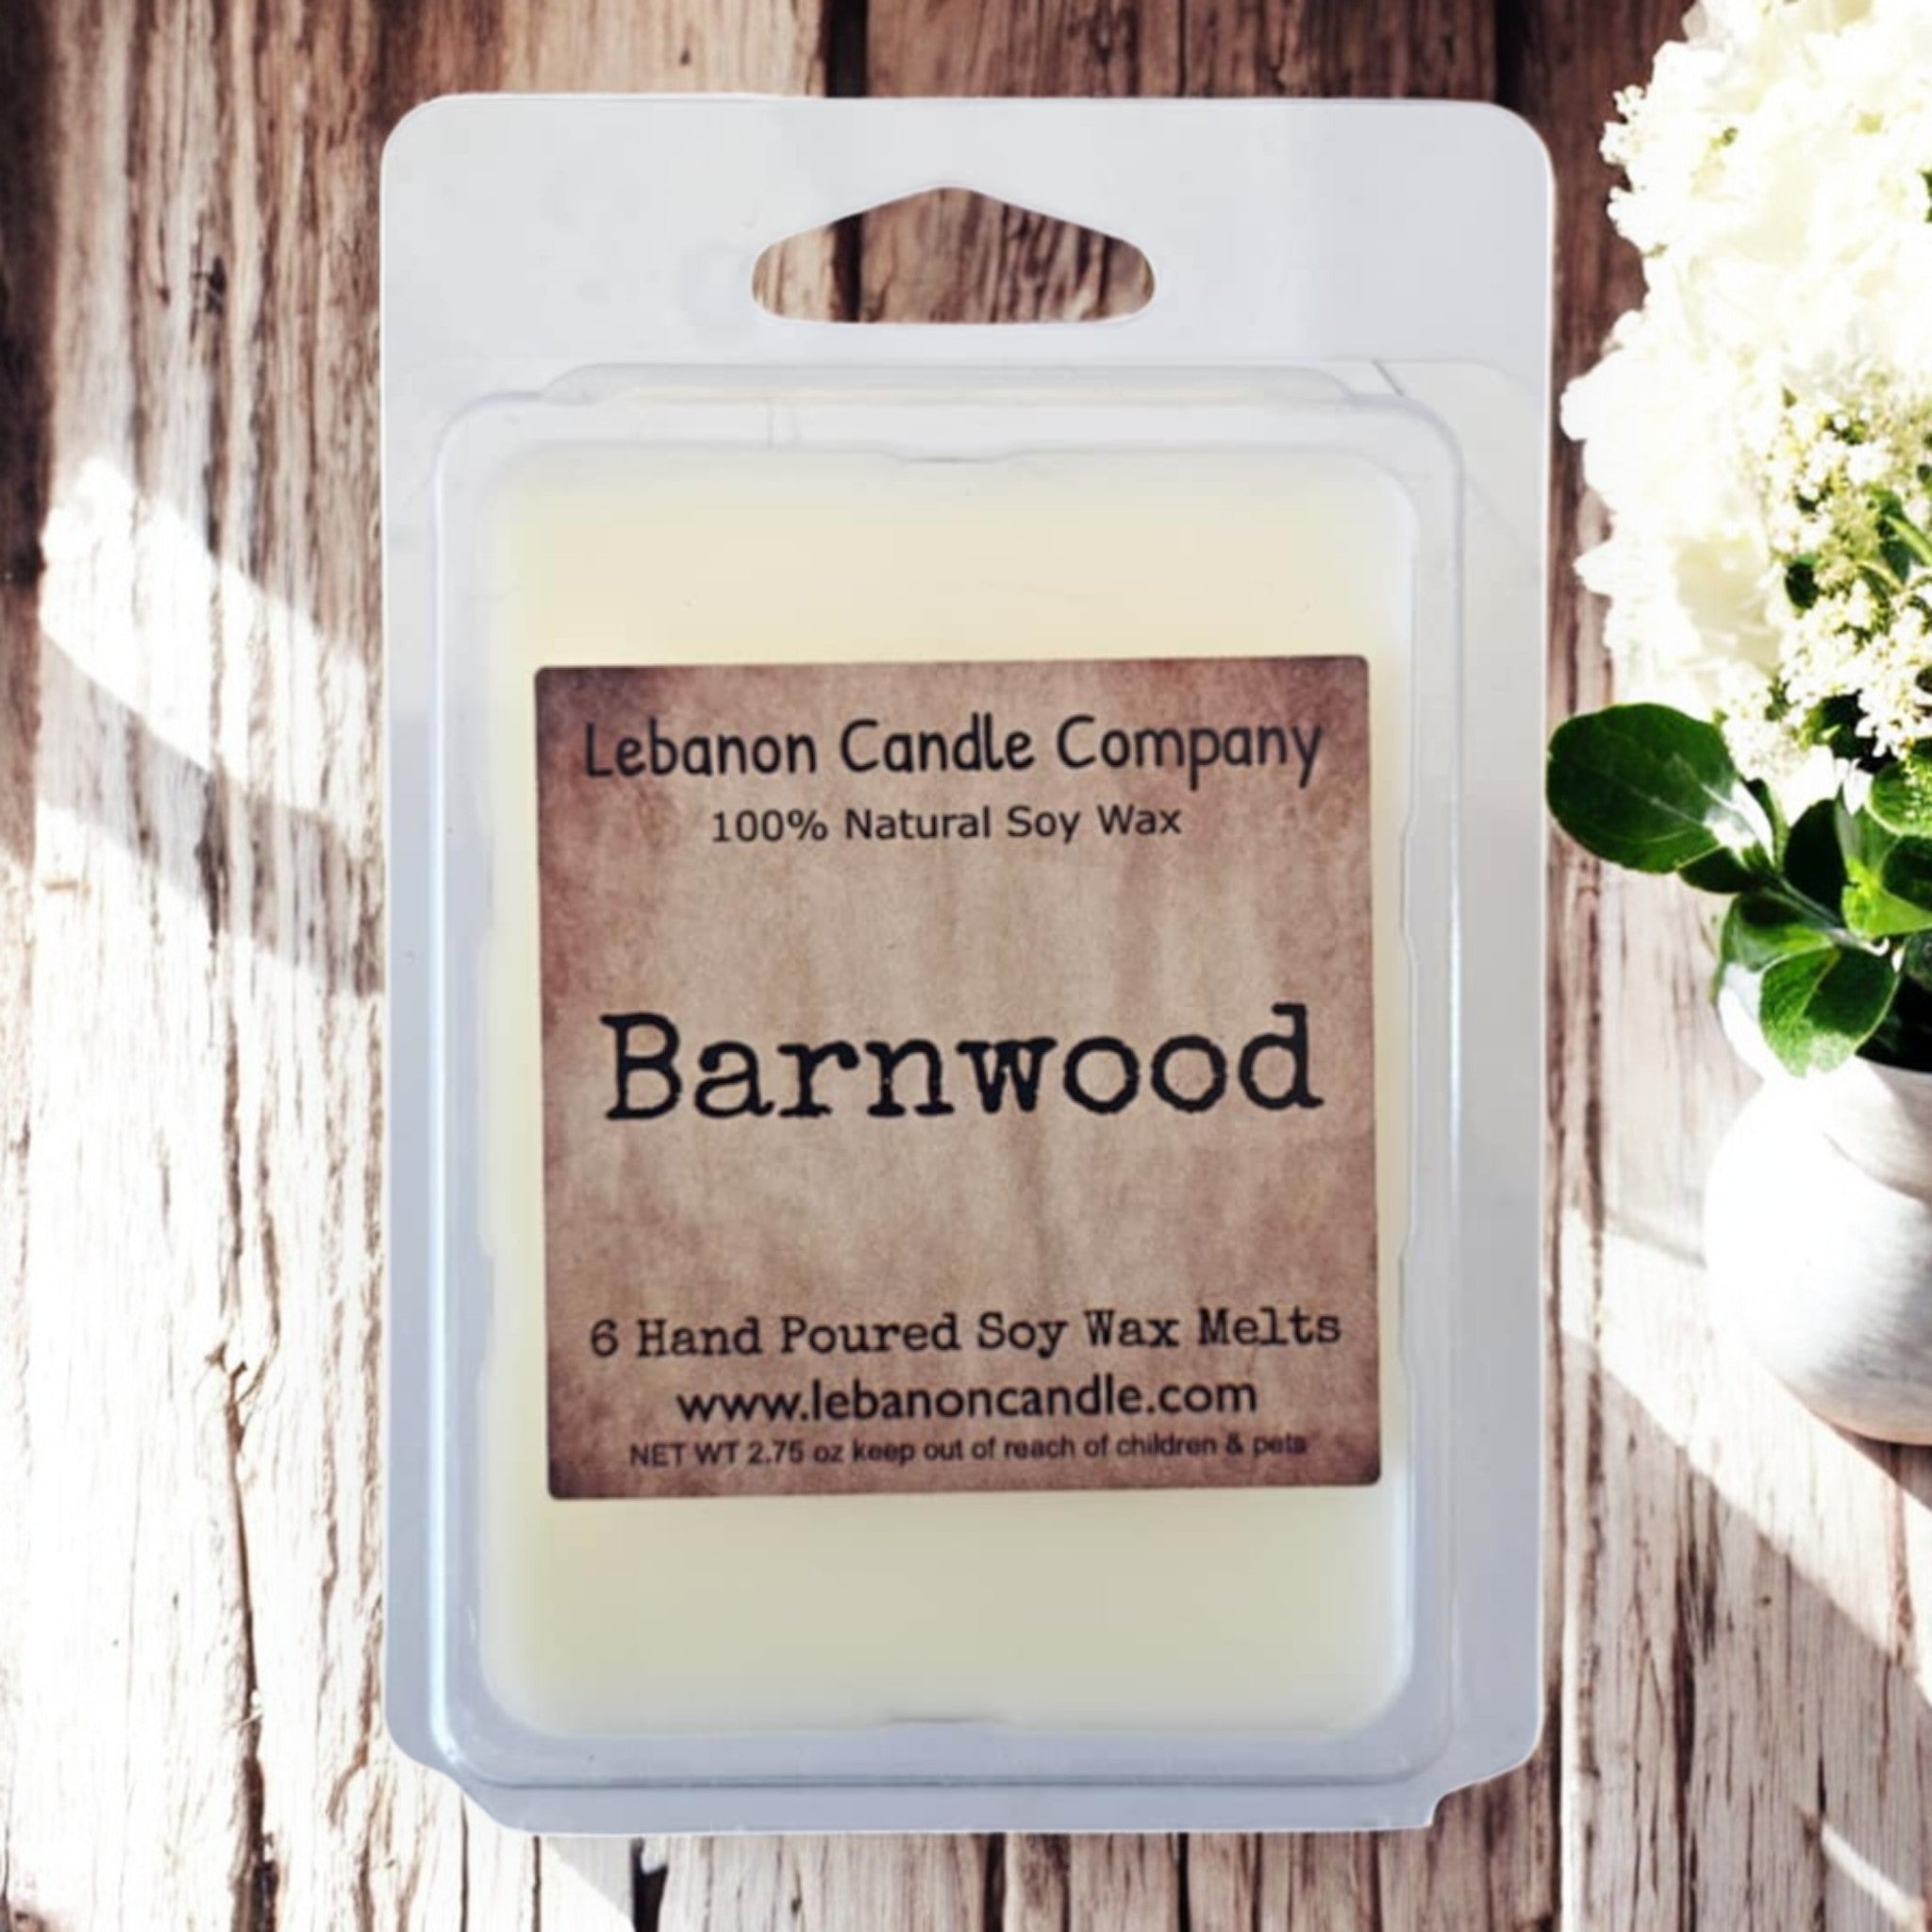 Lebanon Candle Company
100% Natural Soy Wax
Barnwood
6 Hand Poured Soy Wax Melts
www.lebanoncandle.com
NET WT 2.75 oz keep out of reach of children & pets